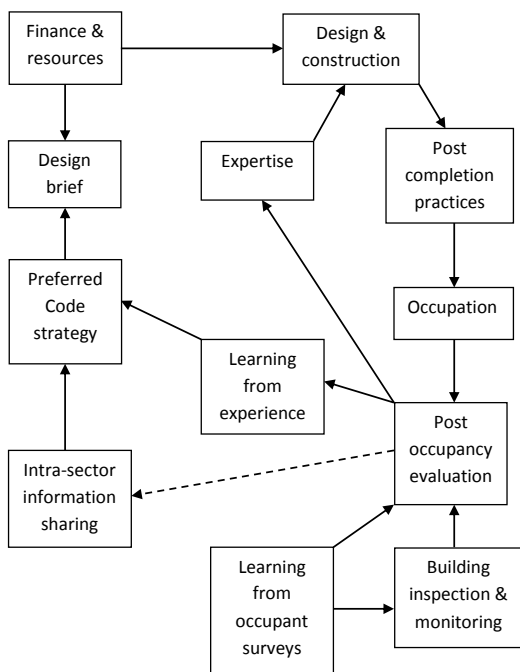 Finance &
resources
Design &
construction
Design
brief
Expertise
Post
completion
practices
Preferred
Code
strategy
Occupation
Learning
from
experience
Post
occupancy
evaluation
Intra-sector
information
sharing
Learning
from
occupant
surveys
Building
inspection &
monitoring